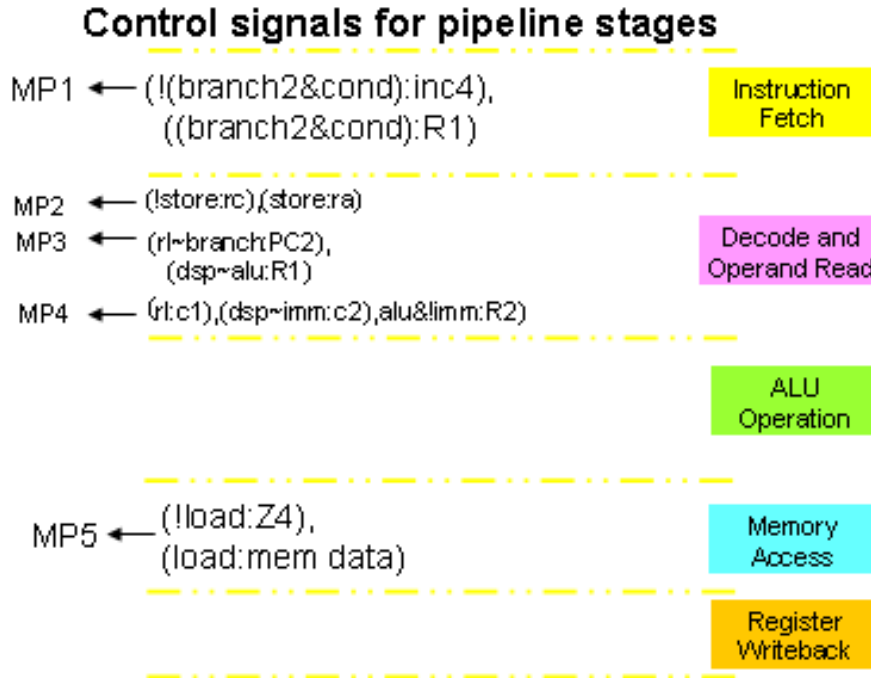 Control signals for pipeline stages
MP1 (!(branch2&cond):inc4),
((branch2&cond):R1)
Instruction
Fetch
MP2 (!store:rc),(store:ra)
MP3 (rl~branch:PC2),
(dsp~alu:R1)
Decode and
Operand Read
MP4 (rl:c1),(dsp~imm:c2),alu&!imm:R2)
ALU
Operation
MP5 (!load:Z4),
(load:mem data)
Memory
Access
Register
Writeback